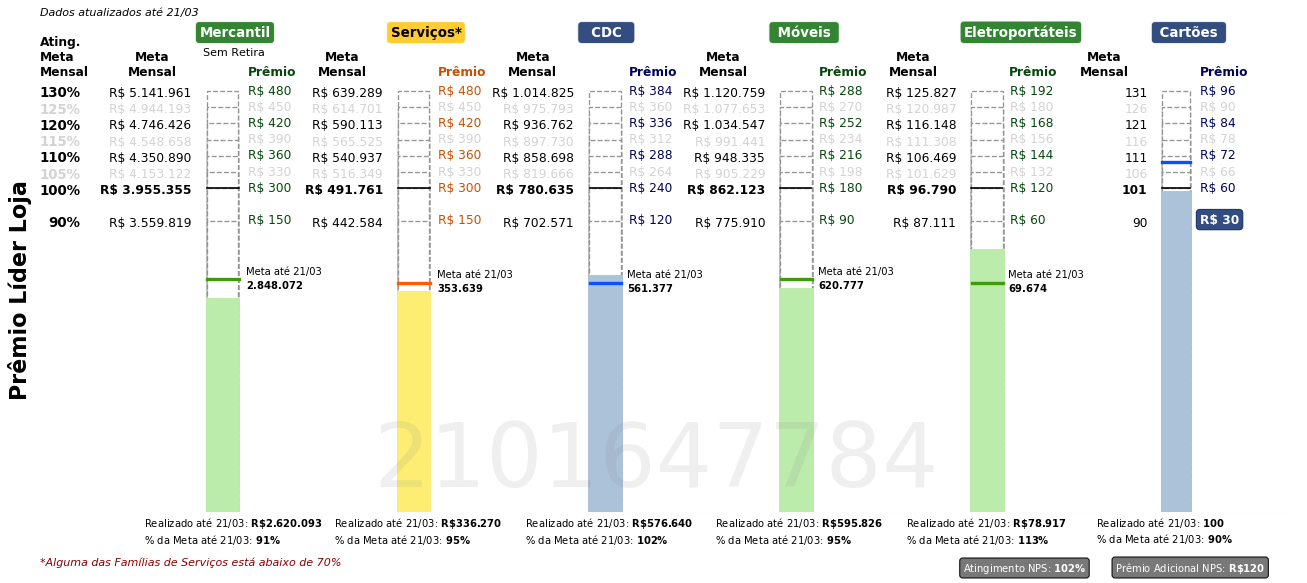 Dados atualizados até 21/03
Mercantil Serviços* CDC Móveis Eletroportáteis Cartões
Sem Retira
Ating. Meta Mensal Meta Mensal Prêmio Meta Mensal Prêmio Meta Mensal Prêmio Meta Mensal Prêmio Meta Mensal Prêmio Meta Mensal Prêmio
130% R$ 5.141.961 R$ 480 R$ 639.289 R$ 480 R$ 1.014.825 R$ 384 R$ 1.120.759 R$ 288 R$ 125.827 R$ 192 131 R$ 96
125% R$ 4.944.193 R$ 450 R$ 614.701 R$ 450 R$ 975.793 R$ 360 R$ 1.077.653 R$ 270 R$ 120.987 R$ 180 126 R$ 90
120% R$ 4.746.426 R$ 420 R$ 590.113 R$ 420 R$ 936.762 R$ 336 R$ 1.034.547 R$ 252 R$ 116.148 R$ 168 121 R$ 84
115% R$ 4.548.658 R$ 390 R$ 565.525 R$ 390 R$ 897.730 R$ 312 R$ 991.441 R$ 234 R$ 111.308 R$ 156 116 R$ 78
110% R$ 4.350.890 R$ 360 R$ 540.937 R$ 360 R$ 858.698 R$ 288 R$ 948.335 R$ 216 R$ 106.469 R$ 144 111 R$ 72
105% R$ 4.153.122 R$ 330 R$ 516.349 R$ 330 R$ 819.666 R$ 264 R$ 905.229 R$ 198 R$ 101.629 R$ 132 106 R$ 66
100% R$ 3.955.355 R$ 300 R$ 491.761 R$ 300 R$ 780.635 R$ 240 R$ 862.123 R$ 180 R$ 96.790 R$ 120 101 R$ 60
90% R$ 3.559.819 R$ 150 R$ 442.584 R$ 150 R$ 702.571 R$ 120 R$ 775.910 R$ 90 R$ 87.111 R$ 60 90 R$ 30
Prêmio Líder Loja
Meta até 21/03 Meta até 21/03 Meta até 21/03 Meta até 21/03 Meta até 21/03
2.848.072 353.639 561.377 620.777 69.674
2101647784
Realizado até 21/03: R$2.620.093 Realizado até 21/03: R$336.270 Realizado até 21/03: R$576.640 Realizado até 21/03: R$595.826 Realizado até 21/03: R$78.917 Realizado até 21/03: 100
% da Meta até 21/03: 91% % da Meta até 21/03: 95% % da Meta até 21/03: 102% % da Meta até 21/03: 95% % da Meta até 21/03: 113% % da Meta até 21/03: 90%
*Alguma das Famílias de Serviços está abaixo de 70%
Atingimento NPS: 102% Prêmio Adicional NPS: R$120